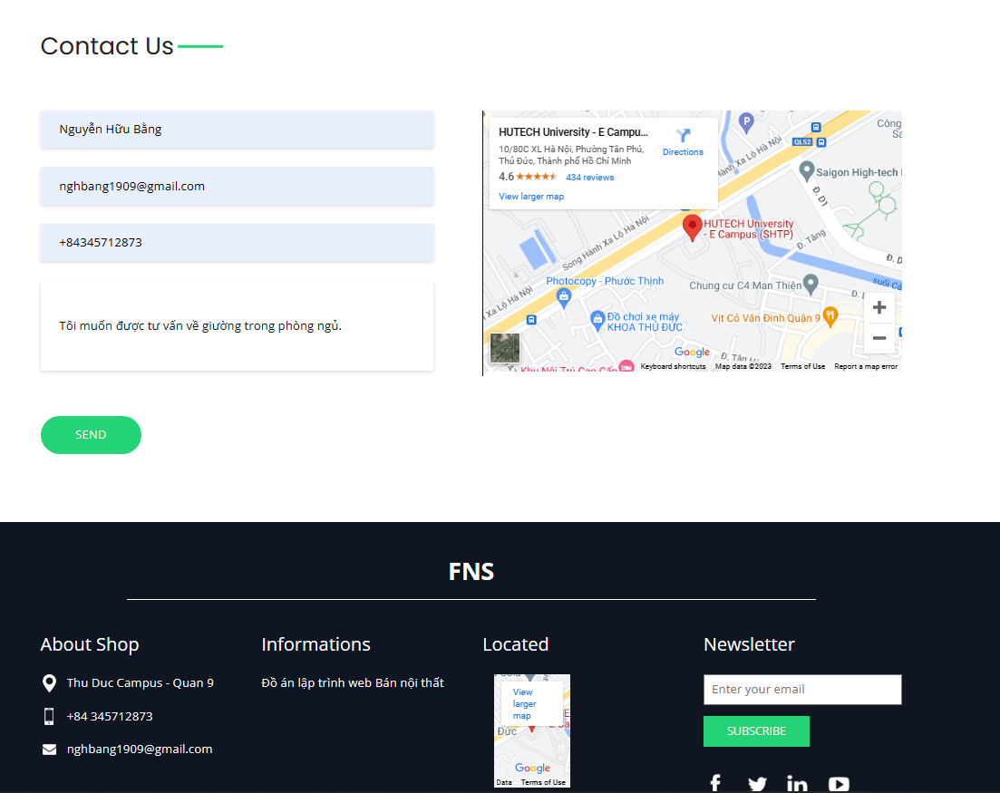 Contact Us
Nguyễn Hữu Bằng
nghbang1909@gmail.com
+84345712873
Tôi muốn được tư vấn về giường trong phòng ngủ.
SEND
HUTECH University - E Campu...
10/80C XL Hà Nội, Phường Tân Phú,
Thủ Đức, Thành phố Hồ Chí Minh
Directions
4.6
434 reviews
View larger map
P
QL52
Công
Saigon High-tech
Đ. D1
HUTECH University
- E Campus (SHTP)
Song Hành Xa Lộ Hà Nội
Đ. Tăng
Photocopy - Phước Thịnh
Chung cư C4 Man Thiện
Xa Lộ Hà Nội
Đồ chơi xe máy
KHOA THỦ ĐỨC
Vịt Cỏ Vân Đình Quận 9
suối
+
−
Google
Khu Nội Trú Cao Cấp
Keyboard shortcuts
Map data ©2023
Terms of Use
Report a map error
FNS
About Shop
Thu Duc Campus - Quan 9
+84 345712873
nghbang1909@gmail.com
Informations
Đồ án lập trình web Bán nội thất
Located
View
larger
map
Đức
Google
Data
Terms of Use
Newsletter
Enter your email
SUBSCRIBE